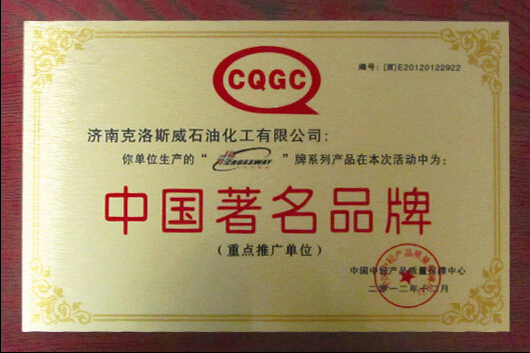 CQGC
编号:[質]E20120122922
济南克洛斯威石油化工有限公司:
你单位生产的“CROSSWAY”牌系列产品在本次活动中为:
中国著名品牌
(重点推广单位)
中国中轻产品质量保障中心
二零一二年十二月